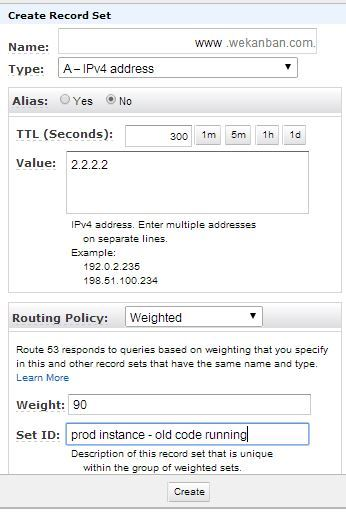 Create Record Set
Name: www .wekanban.com.
Type: A – IPv4 address
Alias: Yes No
TTL (Seconds): 300 1m 5m 1h 1d
Value: 2.2.2.2
IPv4 address. Enter multiple addresses
on separate lines.
Example:
192.0.2.235
198.51.100.234
Routing Policy: Weighted
Route 53 responds to queries based on weighting that you specify
in this and other record sets that have the same name and type.
Learn More
Weight: 90
Set ID: prod instance - old code running
Description of this record set that is unique
within the group of weighted sets.
Create